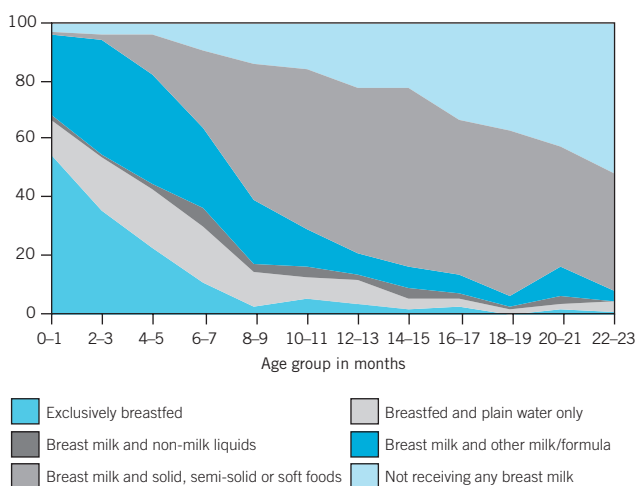 100
80
60
40
20
0
0–1 2–3 4–5 6–7 8–9 10–11 12–13 14–15 16–17 18–19 20–21 22–23
Age group in months
Exclusively breastfed
Breastfed and plain water only
Breast milk and non-milk liquids
Breast milk and other milk/formula
Breast milk and solid, semi-solid or soft foods
Not receiving any breast milk